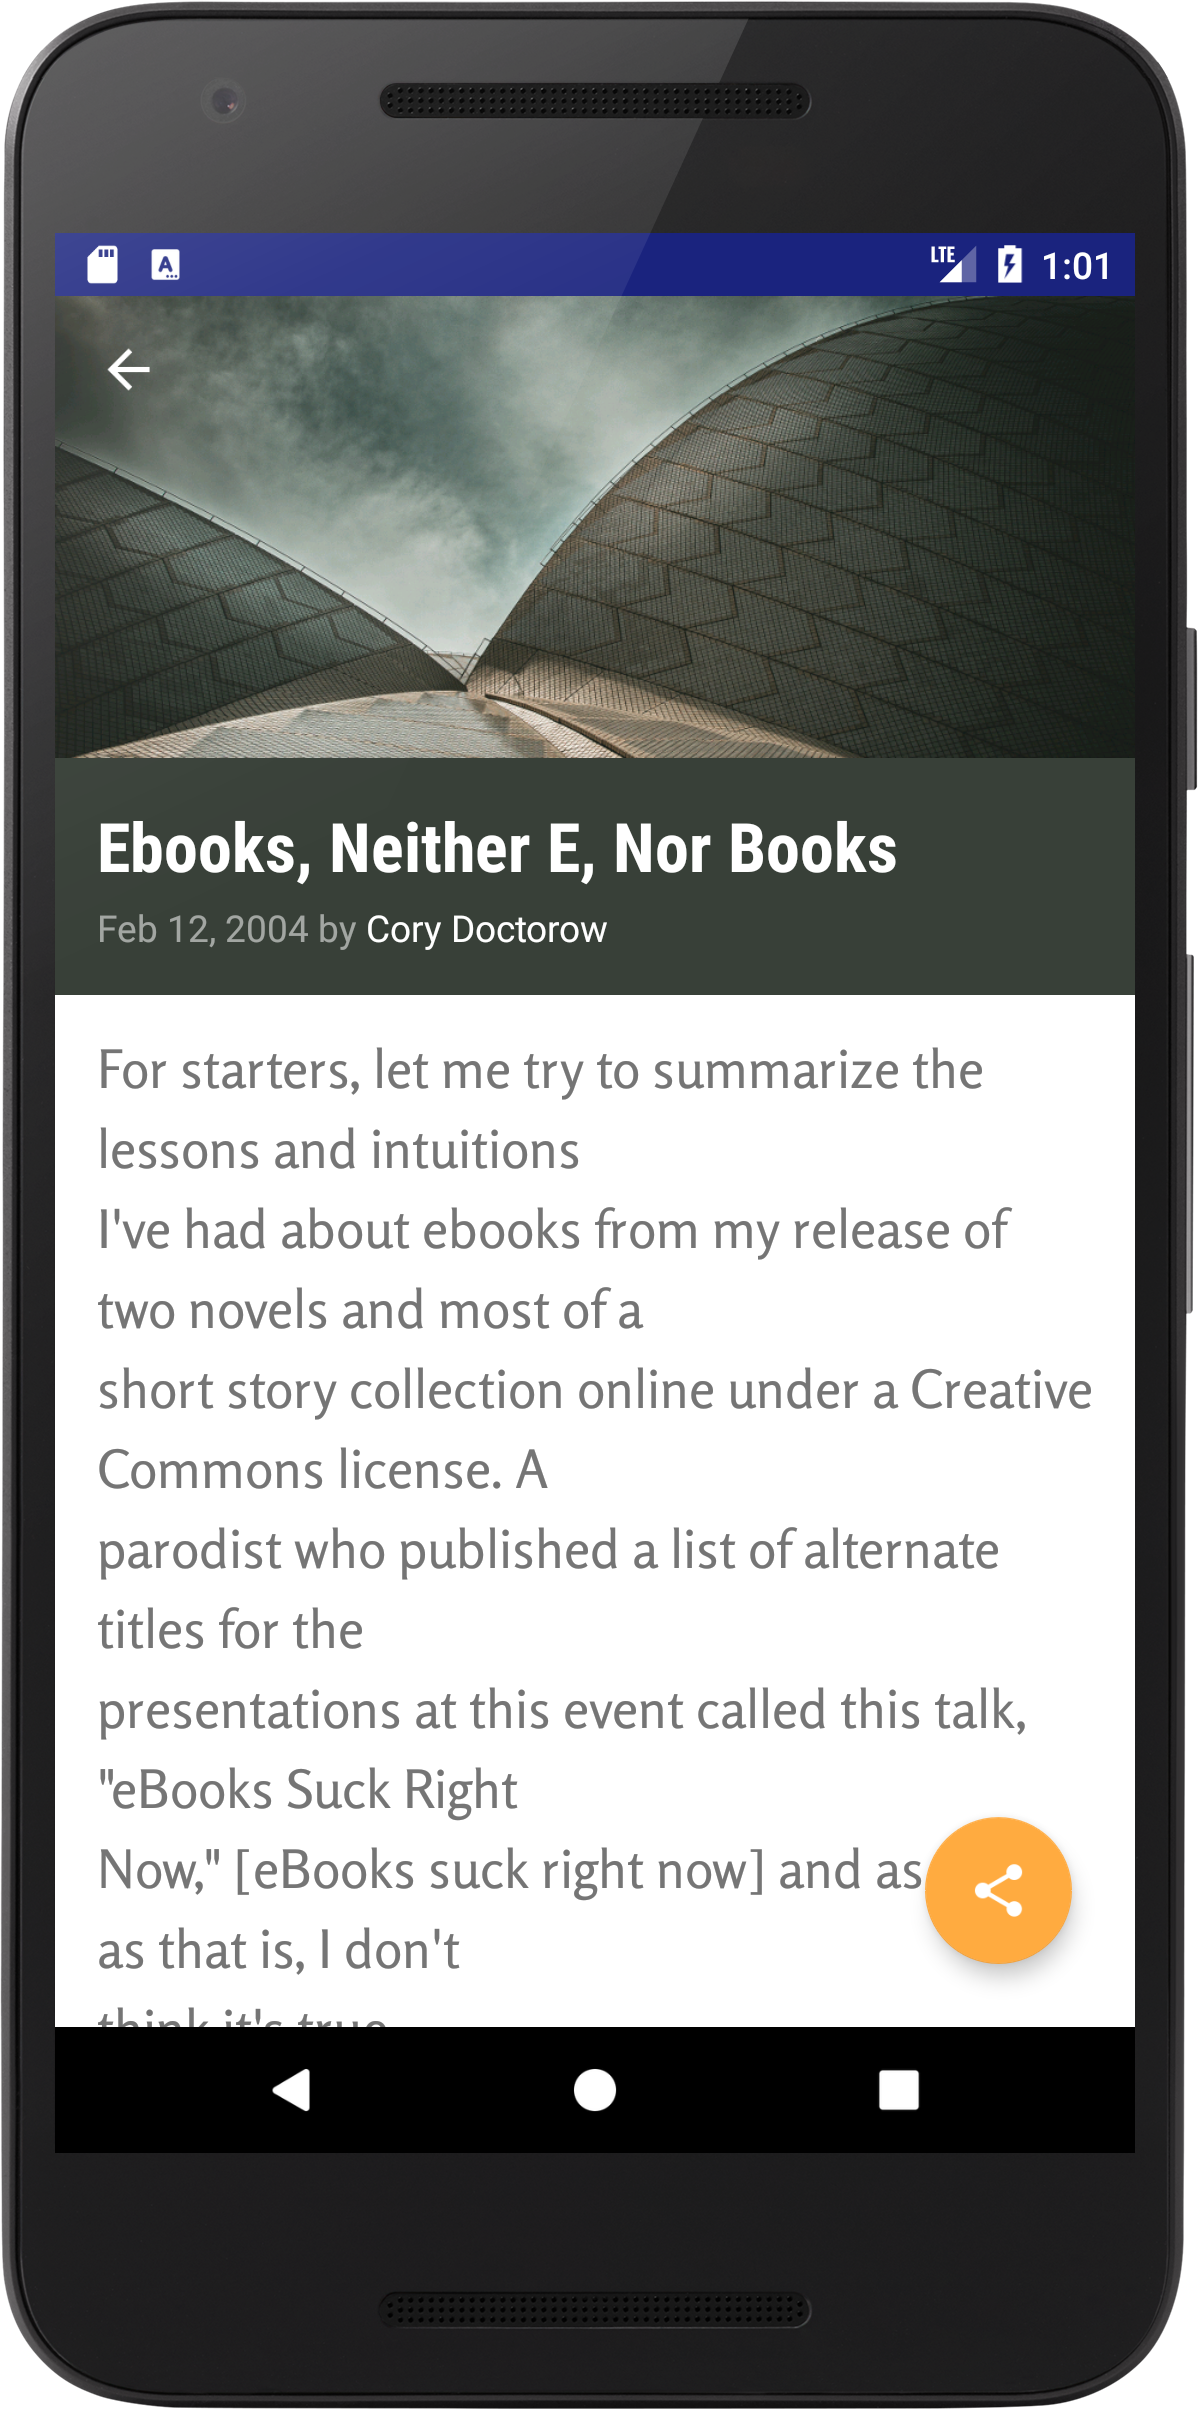 LTE 1:01
Ebooks, Neither E, Nor Books
Feb 12, 2004 by Cory Doctorow
For starters, let me try to summarize the
lessons and intuitions
I've had about ebooks from my release of
two novels and most of a
short story collection online under a Creative
Commons license. A
parodist who published a list of alternate
titles for the
presentations at this event called this talk,
"eBooks Suck Right
Now," [eBooks suck right now] and as
as that is, I don't
think it's true